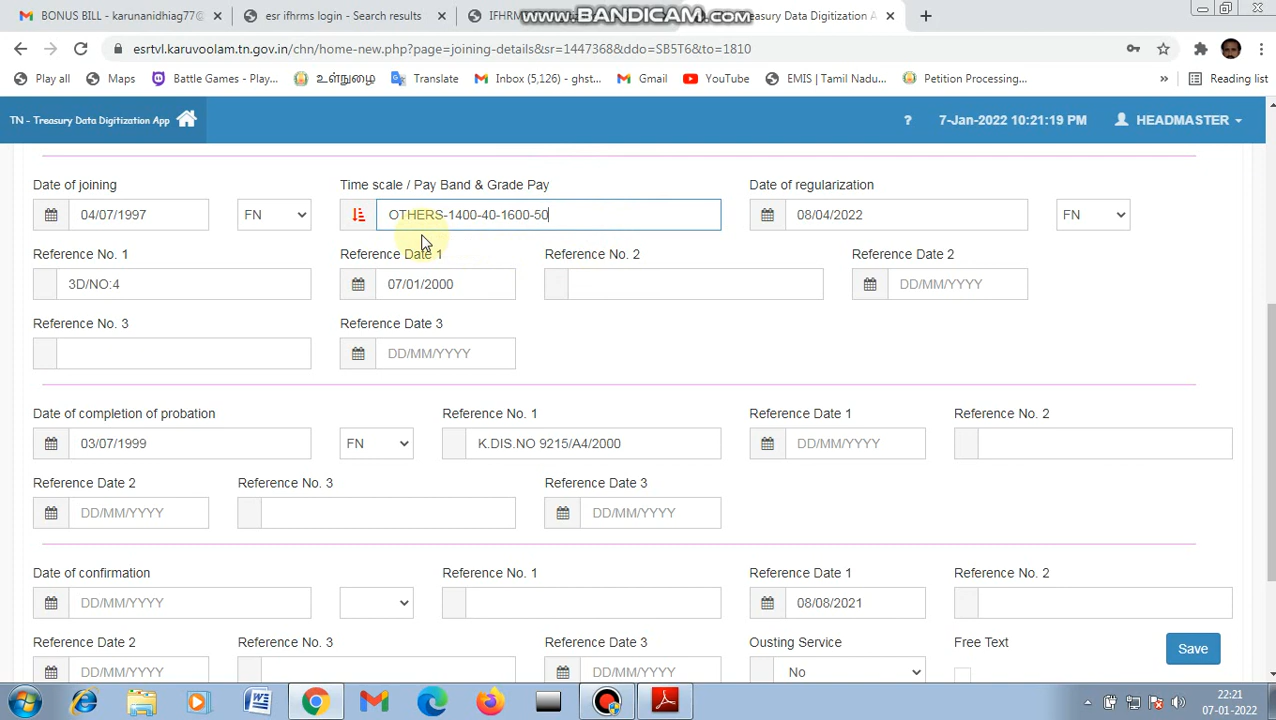 BONUS BILL - karunanidhiag77@
esr ifhrms login - Search results
IFHRM
Treasury Data Digitization A
www.BANDICAM.com
esrtvl.karuvoolam.tn.gov.in/chn/home-new.php?page=joining-details&sr=1447368&ddo=SB5T6&to=1810
Play all
Maps
Battle Games - Play...
உள்நுழை
Translate
Inbox (5,126) - ghst...
Gmail
YouTube
EMIS | Tamil Nadu...
Petition Processing...
»
Reading list
TN - Treasury Data Digitization App
?
7-Jan-2022 10:21:19 PM
HEADMASTER
Date of joining
Time scale / Pay Band & Grade Pay
Date of regularization
04/07/1997
FN
OTHERS-1400-40-1600-50
08/04/2022
FN
Reference No. 1
Reference Date 1
Reference No. 2
Reference Date 2
3D/NO:4
07/01/2000
DD/MM/YYYY
Reference No. 3
Reference Date 3
DD/MM/YYYY
Date of completion of probation
Reference No. 1
Reference Date 1
Reference No. 2
03/07/1999
FN
K.DIS.NO 9215/A4/2000
DD/MM/YYYY
Reference Date 2
Reference No. 3
Reference Date 3
DD/MM/YYYY
DD/MM/YYYY
Date of confirmation
Reference No. 1
Reference Date 1
Reference No. 2
DD/MM/YYYY
08/08/2021
Reference Date 2
Reference No. 3
Reference Date 3
Ousting Service
Free Text
DD/MM/YYYY
DD/MM/YYYY
No
Save
22:21
07-01-2022